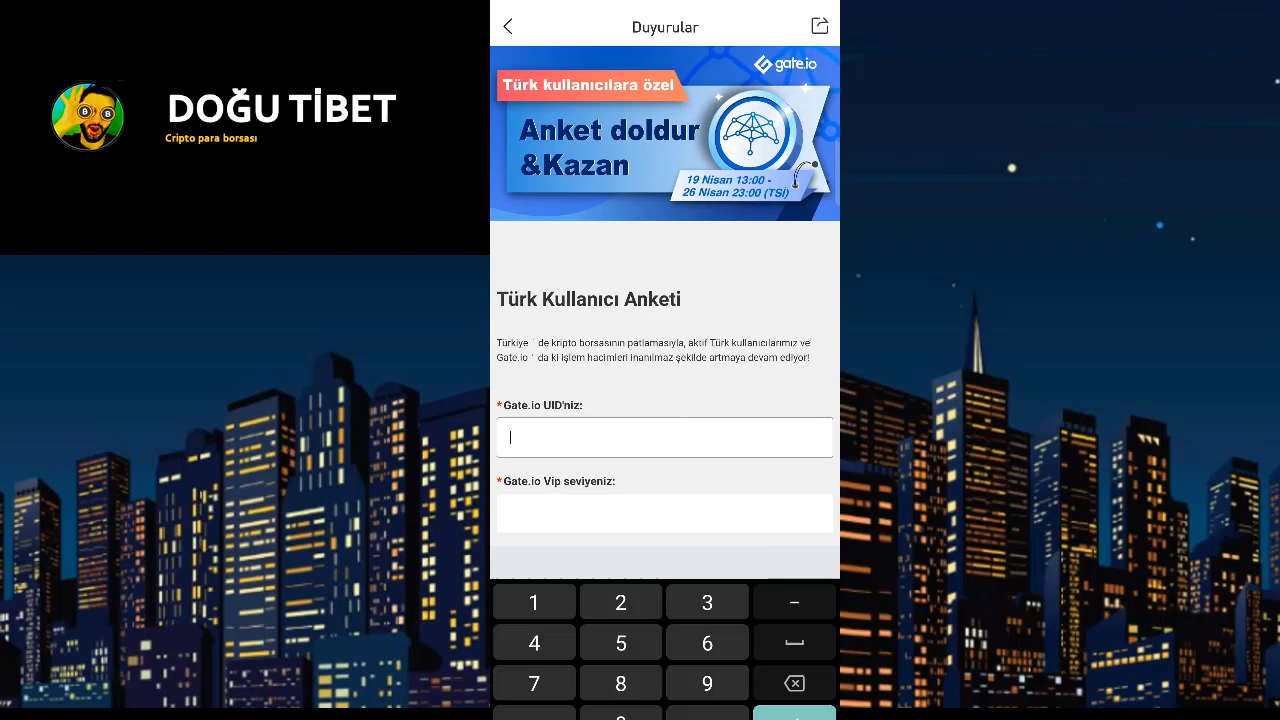 DOĞU TİBET
Cripto para borsası
Duyurular
gate.io
Türk kullanıcılara özel
Anket doldur
&Kazan
19 Nisan 13:00 -
26 Nisan 23:00 (TSİ)
Türk Kullanıcı Anketi
Türkiye ' de kripto borsasının patlamasıyla, aktif Türk kullanıcılarımız ve
Gate.io ' da ki işlem hacimleri inanılmaz şekilde artmaya devam ediyor!
*Gate.io UID'niz:
*Gate.io Vip seviyeniz:
1 2 3 –
4 5 6
7 8 9